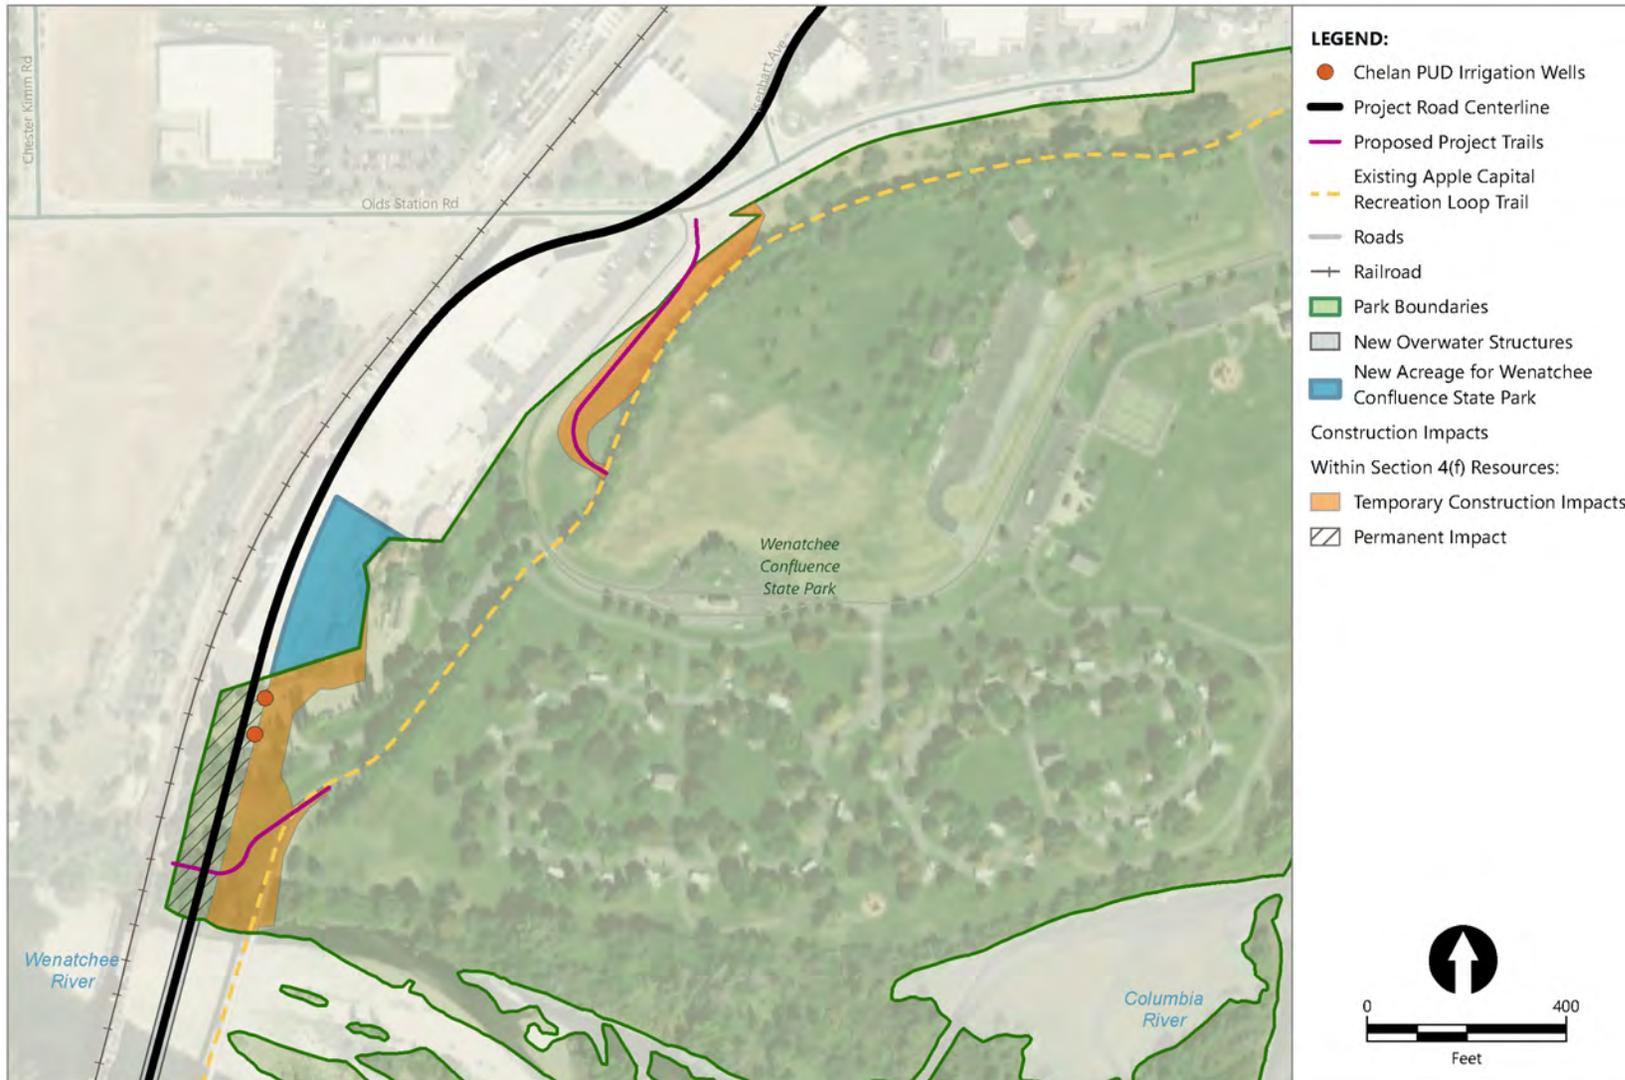 Chester Kimm Rd
Olds Station Rd
Wenatchee
Confluence
State Park
Wenatchee
River
Columbia
River
LEGEND:
Chelan PUD Irrigation Wells
Project Road Centerline
Proposed Project Trails
Existing Apple Capital
Recreation Loop Trail
Roads
Railroad
Park Boundaries
New Overwater Structures
New Acreage for Wenatchee
Confluence State Park
Construction Impacts
Within Section 4(f) Resources:
Temporary Construction Impacts
Permanent Impact
0 400
Feet